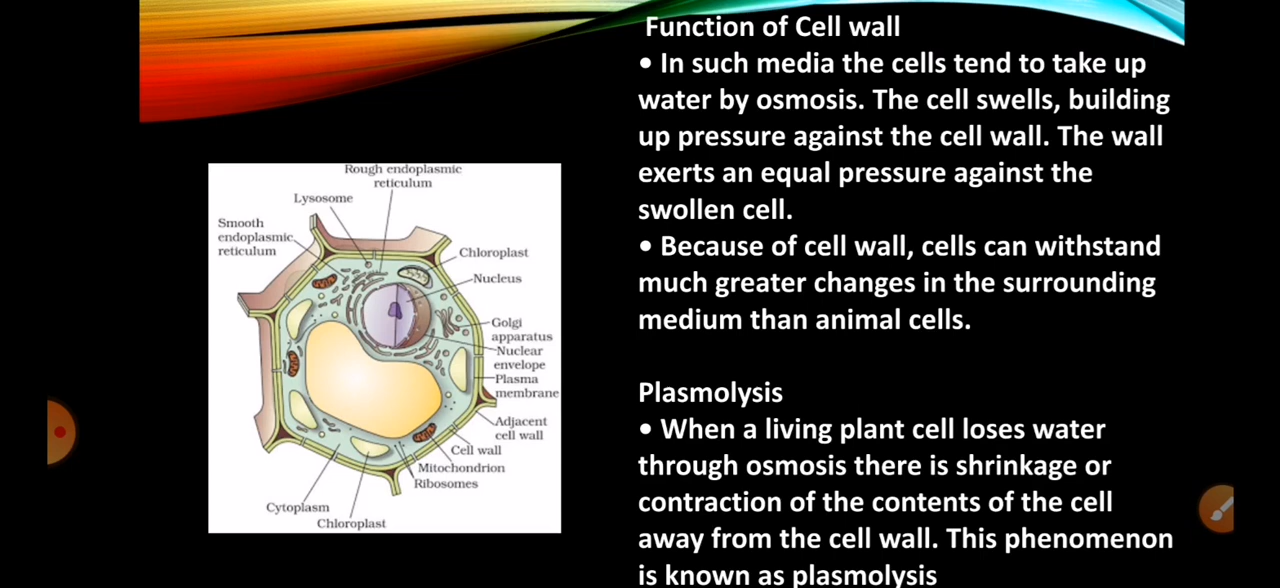 Function of Cell wall
• In such media the cells tend to take up
water by osmosis. The cell swells, building
up pressure against the cell wall. The wall
exerts an equal pressure against the
swollen cell.
• Because of cell wall, cells can withstand
much greater changes in the surrounding
medium than animal cells.
Plasmolysis
• When a living plant cell loses water
through osmosis there is shrinkage or
contraction of the contents of the cell
away from the cell wall. This phenomenon
is known as plasmolysis
Rough endoplasmic
reticulum
Lysosome
Smooth
endoplasmic
reticulum
Chloroplast
Nucleus
Golgi
apparatus
Nuclear
envelope
Plasma
membrane
Adjacent
cell wall
Cell wall
Mitochondrion
Ribosomes
Cytoplasm
Chloroplast